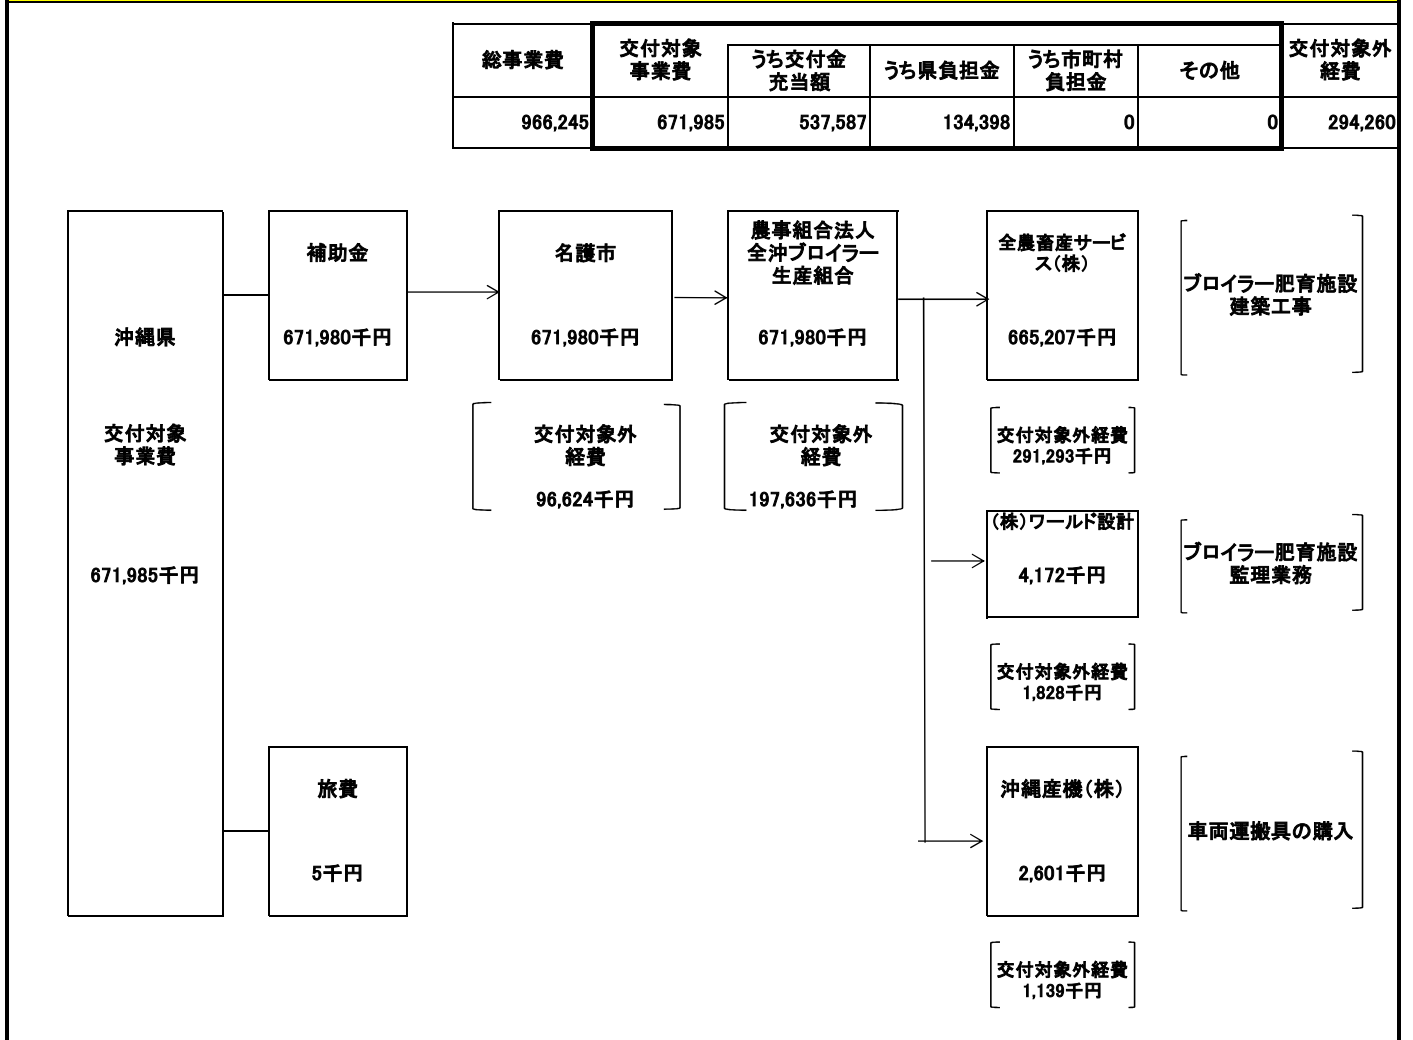 総事業費
交付対象
事業費
うち交付金
充当額
うち県負担金
うち市町村
負担金
その他
交付対象外
経費
966,245
671,985
537,587
134,398
0
0
294,260
沖縄県
交付対象
事業費
671,985千円
補助金
671,980千円
名護市
671,980千円
交付対象外
経費
96,624千円
農事組合法人
全沖ブロイラー
生産組合
671,980千円
交付対象外
経費
197,636千円
全農畜産サービ
ス(株)
665,207千円
ブロイラー肥育施設
建築工事
交付対象外経費
291,293千円
(株)ワールド設計
4,172千円
ブロイラー肥育施設
監理業務
交付対象外経費
1,828千円
旅費
5千円
沖縄産機(株)
2,601千円
車両運搬具の購入
交付対象外経費
1,139千円